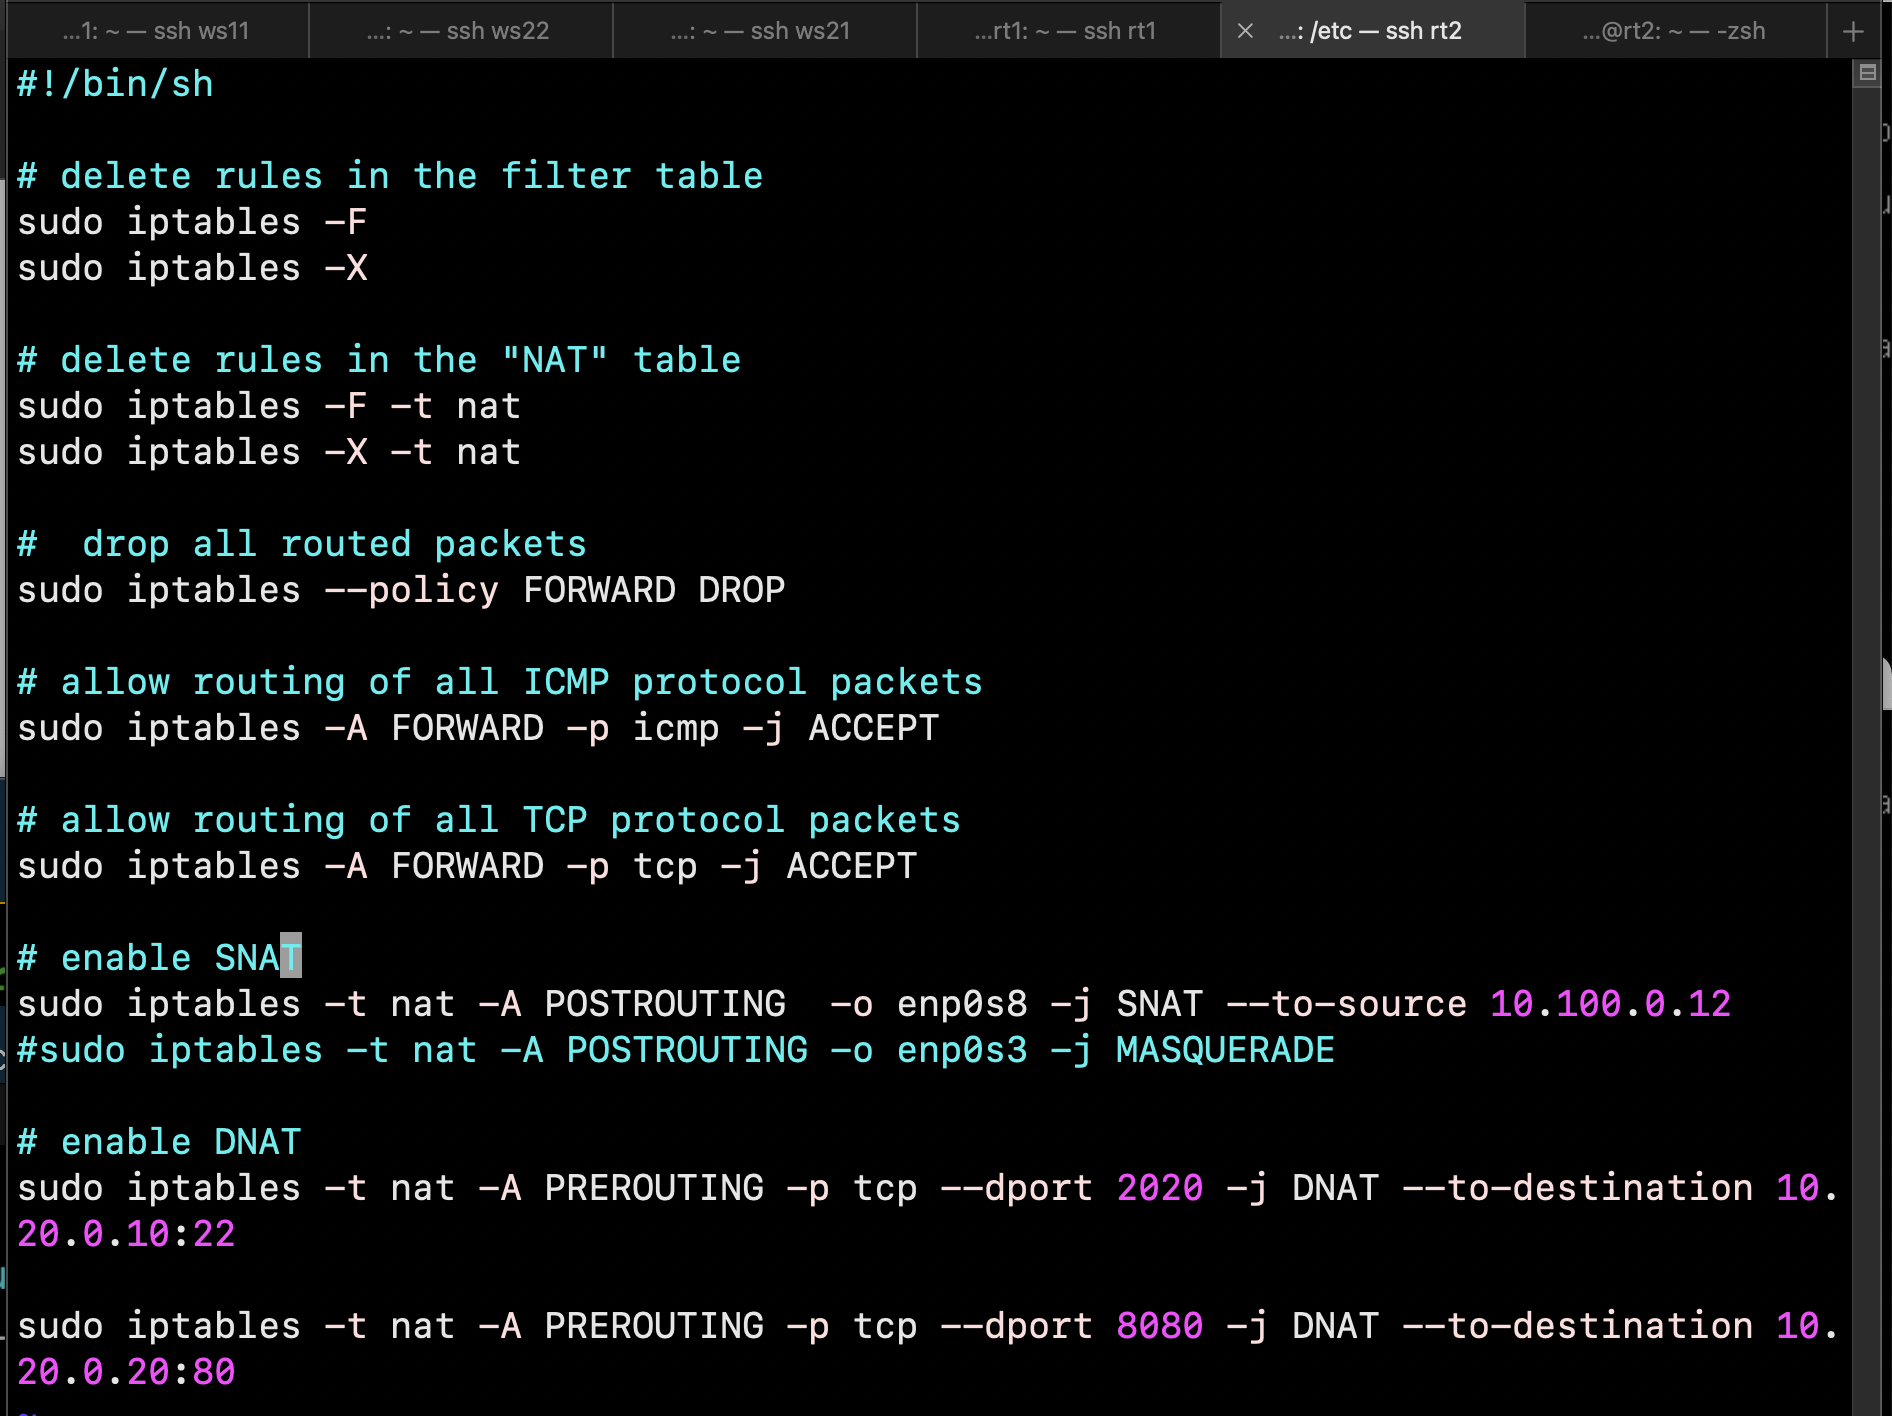 ...1: ~ — ssh ws11
...: ~ — ssh ws22
...: ~ — ssh ws21
...rt1: ~ — ssh rt1
...: /etc — ssh rt2
...@rt2: ~ — -zsh
#!/bin/sh
# delete rules in the filter table
sudo iptables -F
sudo iptables -X
# delete rules in the "NAT" table
sudo iptables -F -t nat
sudo iptables -X -t nat
#  drop all routed packets
sudo iptables --policy FORWARD DROP
# allow routing of all ICMP protocol packets
sudo iptables -A FORWARD -p icmp -j ACCEPT
# allow routing of all TCP protocol packets
sudo iptables -A FORWARD -p tcp -j ACCEPT
# enable SNAT
sudo iptables -t nat -A POSTROUTING  -o enp0s8 -j SNAT --to-source 10.100.0.12
#sudo iptables -t nat -A POSTROUTING -o enp0s3 -j MASQUERADE
# enable DNAT
sudo iptables -t nat -A PREROUTING -p tcp --dport 2020 -j DNAT --to-destination 10.
20.0.10:22
sudo iptables -t nat -A PREROUTING -p tcp --dport 8080 -j DNAT --to-destination 10.
20.0.20:80